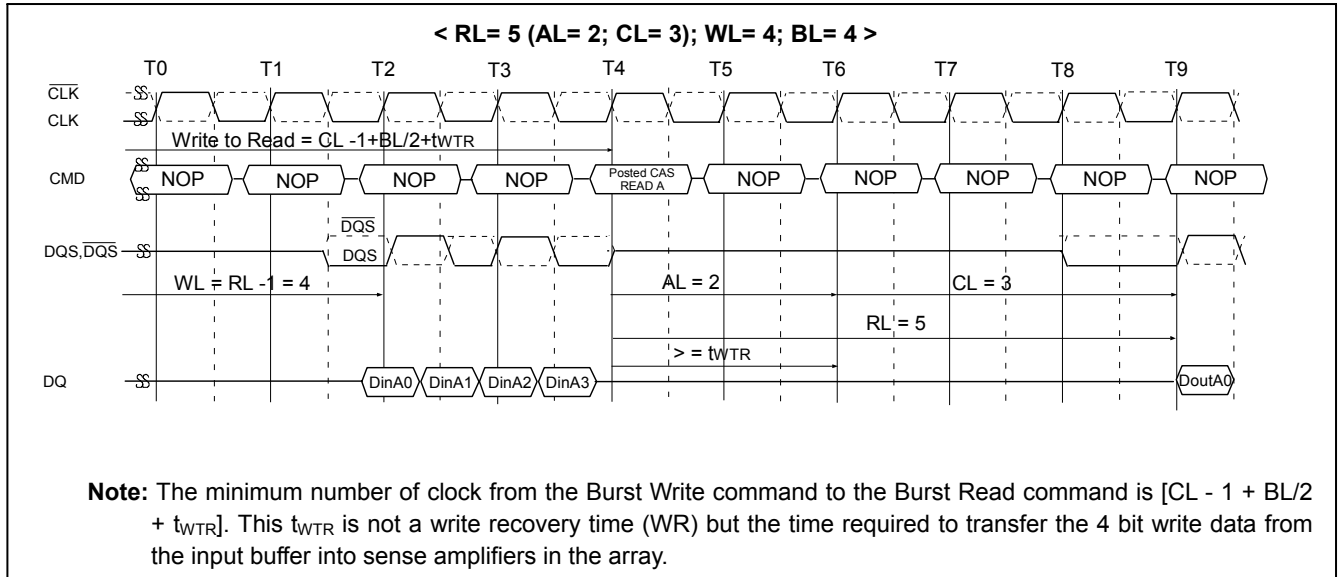 < RL= 5 (AL= 2; CL= 3); WL= 4; BL= 4 >
T0 T1 T2 T3 T4 T5 T6 T7 T8 T9
CLK
CLK
Write to Read = CL -1+BL/2+tWTR
CMD NOP NOP NOP NOP Posted CAS READ A NOP NOP NOP NOP NOP
DQS
DQS,DQS DQS
WL = RL -1 = 4 AL = 2 CL = 3
RL = 5
> = tWTR
DQ DinA0 DinA1 DinA2 DinA3 DoutA0
Note: The minimum number of clock from the Burst Write command to the Burst Read command is [CL - 1 + BL/2
+ tWTR]. This tWTR is not a write recovery time (WR) but the time required to transfer the 4 bit write data from
the input buffer into sense amplifiers in the array.